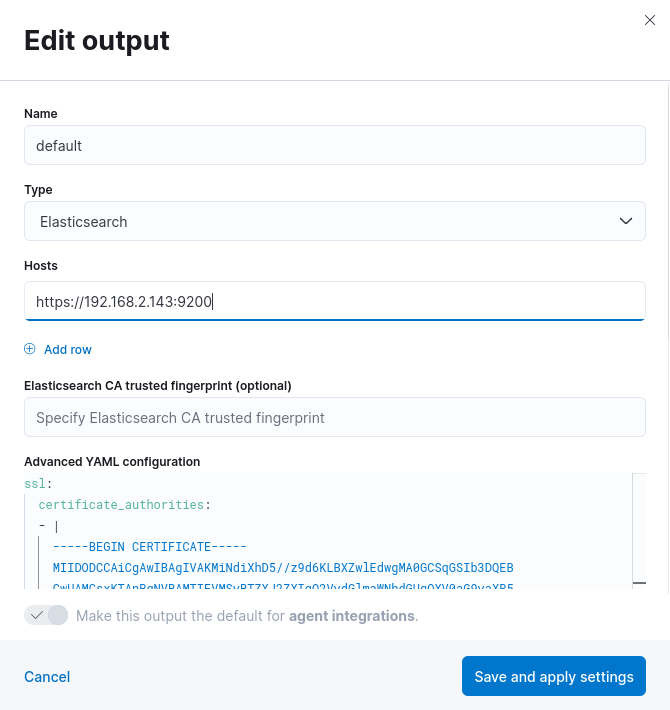 Edit output
Name
default
Type
Elasticsearch
Hosts
https://192.168.2.143:9200
Add row
Elasticsearch CA trusted fingerprint (optional)
Specify Elasticsearch CA trusted fingerprint
Advanced YAML configuration
ssl:
certificate_authorities:
- |
-----BEGIN CERTIFICATE-----
MIIDODCCAiCgAwIBAgIVAKMiNdiXhD5//z9d6KLBXZwlEdwgMA0GCSqGSIb3DQEB
Make this output the default for agent integrations.
Cancel
Save and apply settings